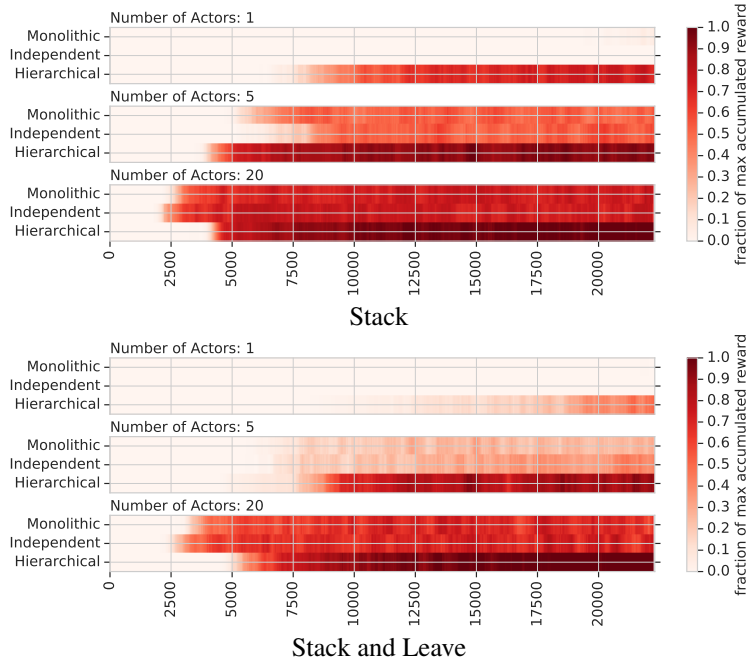 Number of Actors: 1
Monolithic
Independent
Hierarchical
Number of Actors: 5
Monolithic
Independent
Hierarchical
Number of Actors: 20
Monolithic
Independent
Hierarchical
0 2500 5000 7500 10000 12500 15000 17500 20000
1.0
0.9
0.8
0.7
0.6
0.5
0.4
0.3
0.2
0.1
0.0
fraction of max accumulated reward
Stack
Number of Actors: 1
Monolithic
Independent
Hierarchical
Number of Actors: 5
Monolithic
Independent
Hierarchical
Number of Actors: 20
Monolithic
Independent
Hierarchical
0 2500 5000 7500 10000 12500 15000 17500 20000
1.0
0.9
0.8
0.7
0.6
0.5
0.4
0.3
0.2
0.1
0.0
fraction of max accumulated reward
Stack and Leave